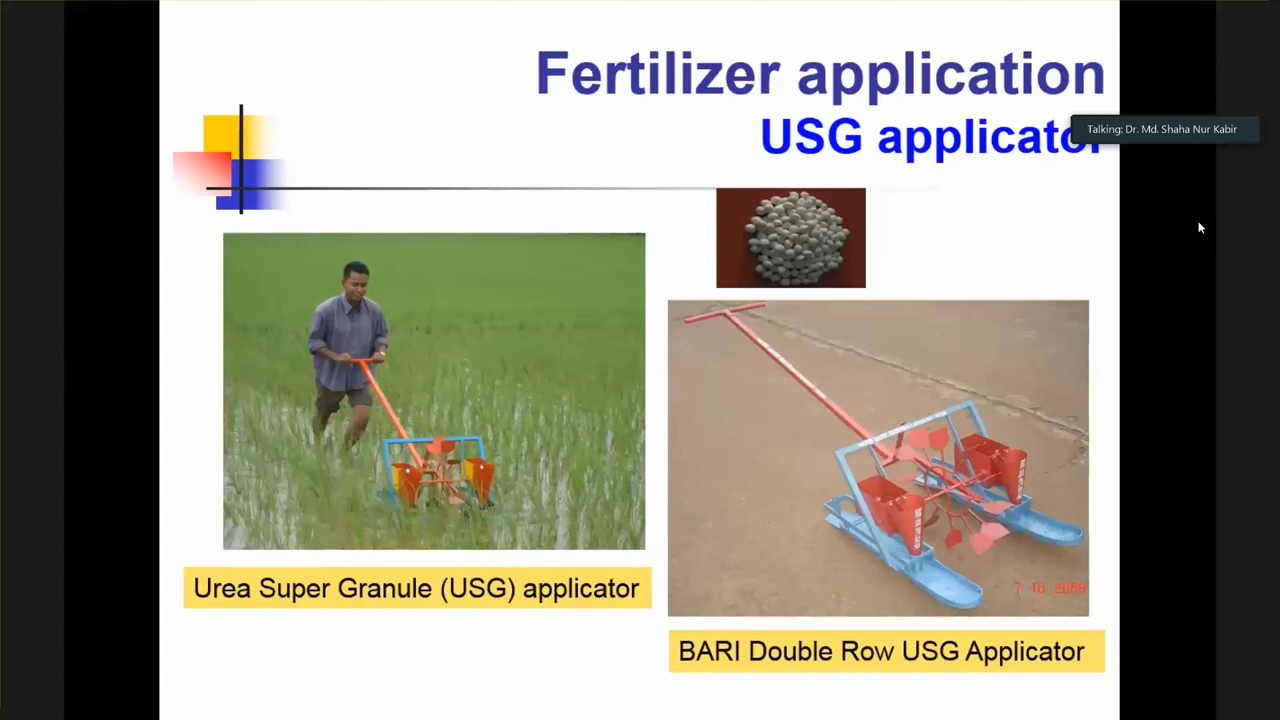 Fertilizer application
USG applicator
Talking: Dr. Md. Shaha Nur Kabir
Urea Super Granule (USG) applicator
BARI Double Row USG Applicator